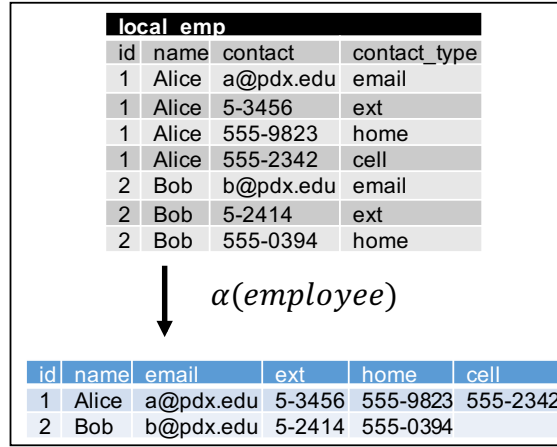 local_emp
id name contact contact_type
1 Alice a@pdx.edu email
1 Alice 5-3456 ext
1 Alice 555-9823 home
1 Alice 555-2342 cell
2 Bob b@pdx.edu email
2 Bob 5-2414 ext
2 Bob 555-0394 home
α(employee)
id name email ext home cell
1 Alice a@pdx.edu 5-3456 555-9823 555-2342
2 Bob b@pdx.edu 5-2414 555-0394